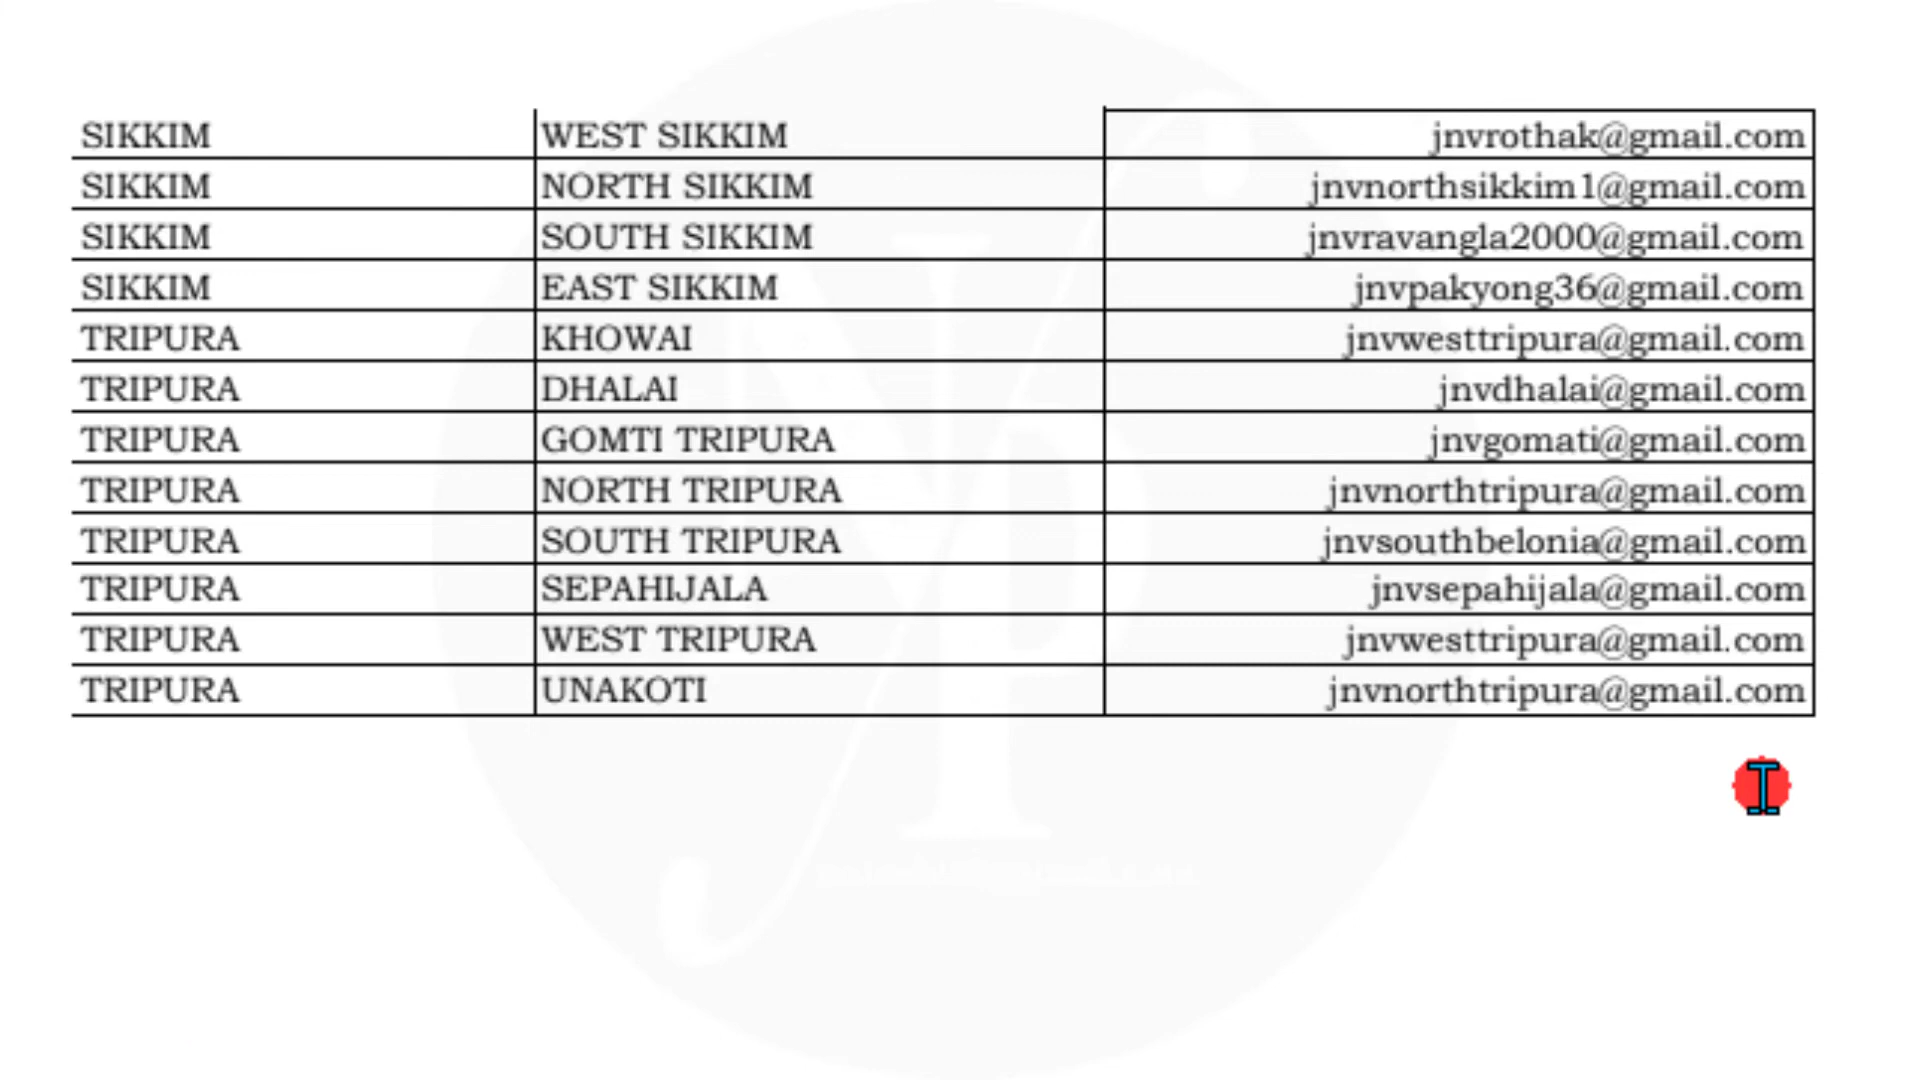 SIKKIM WEST SIKKIM jnvrothak@gmail.com
SIKKIM NORTH SIKKIM jnvnorthsikkim1@gmail.com
SIKKIM SOUTH SIKKIM jnvravangla2000@gmail.com
SIKKIM EAST SIKKIM jnvpakyong36@gmail.com
TRIPURA KHOWAI jnvwesttripura@gmail.com
TRIPURA DHALAI jnvdhalai@gmail.com
TRIPURA GOMTI TRIPURA jnvgomati@gmail.com
TRIPURA NORTH TRIPURA jnvnorthtripura@gmail.com
TRIPURA SOUTH TRIPURA jnvsouthbelonia@gmail.com
TRIPURA SEPAHIJALA jnvsepahijala@gmail.com
TRIPURA WEST TRIPURA jnvwesttripura@gmail.com
TRIPURA UNAKOTI jnvnorthtripura@gmail.com